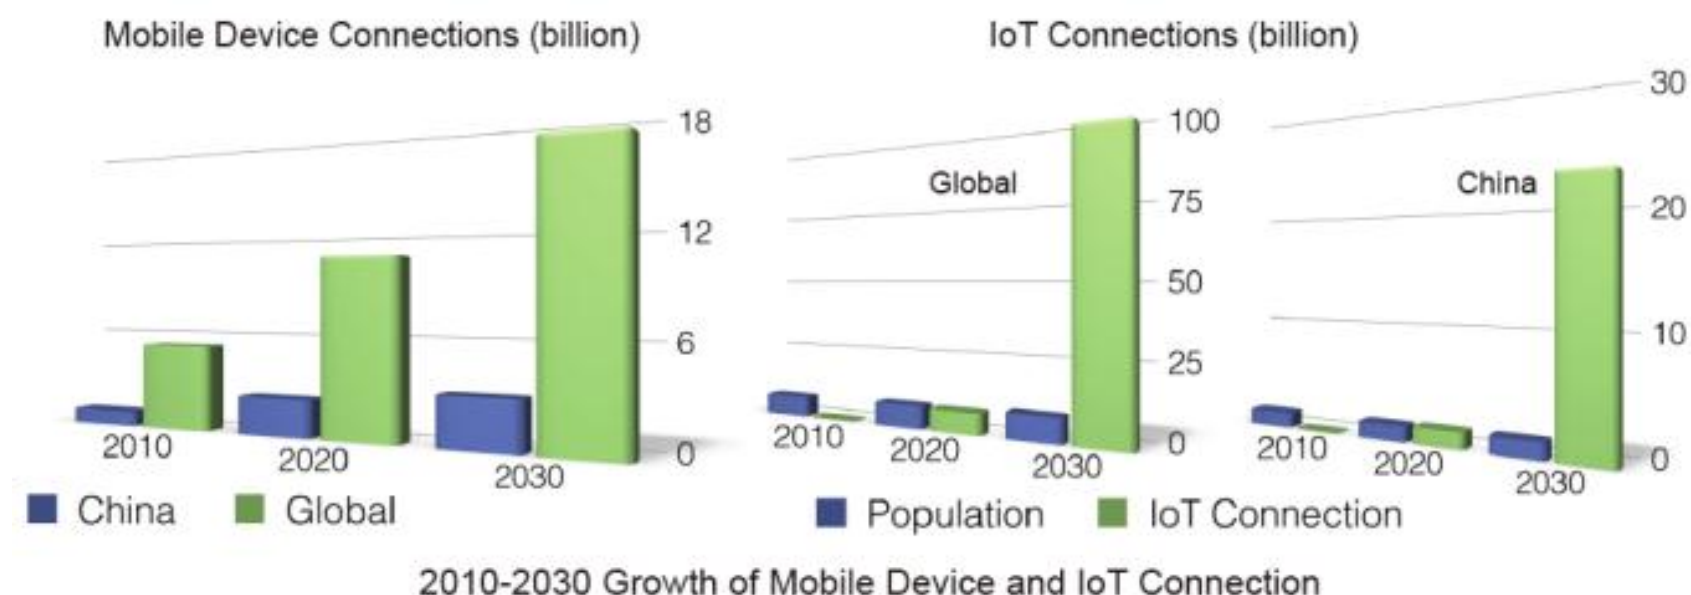 Mobile Device Connections (billion)
18
12
6
0
2010
2020
2030
China
Global
IoT Connections (billion)
Global
100
75
50
25
0
2010
2020
2030
China
30
20
10
0
2010
2020
2030
Population
IoT Connection
2010-2030 Growth of Mobile Device and IoT Connection